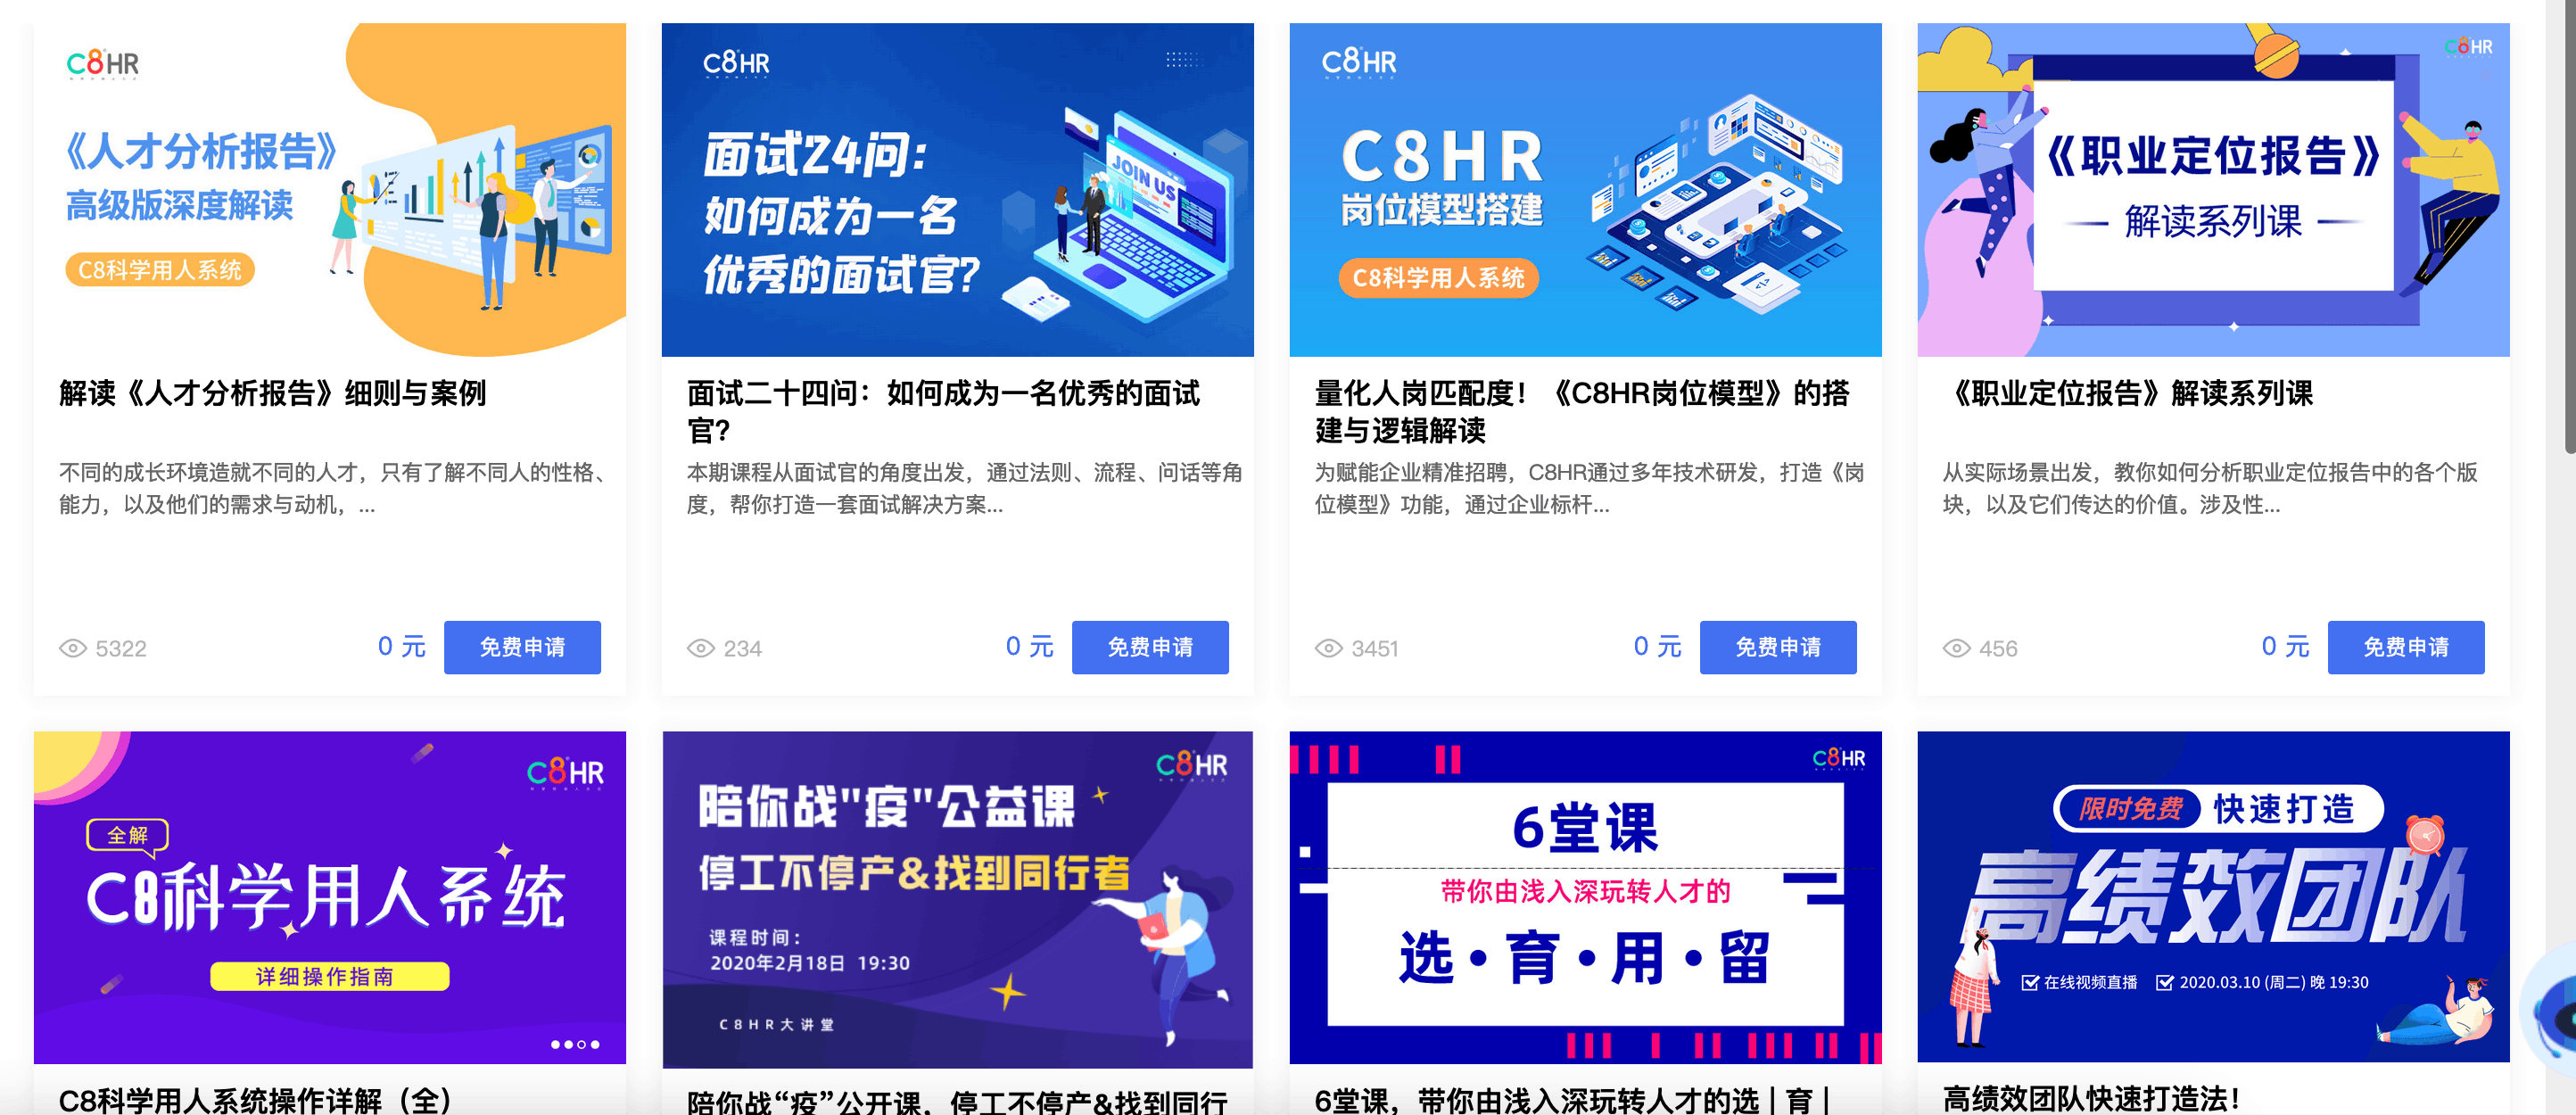 C8HR
《人才分析报告》
高级版深度解读
C8科学用人系统
解读《人才分析报告》细则与案例
不同的成长环境造就不同的人才，只有了解不同人的性格、
能力，以及他们的需求与动机，...
5322
0 元
免费申请
C8HR
面试24问：
如何成为一名
优秀的面试官？
JOIN US
面试二十四问：如何成为一名优秀的面试
官？
本期课程从面试官的角度出发，通过法则、流程、问话等角
度，帮你打造一套面试解决方案...
234
0 元
免费申请
C8HR
C8HR
岗位模型搭建
C8科学用人系统
量化人岗匹配度！《C8HR岗位模型》的搭
建与逻辑解读
为赋能企业精准招聘，C8HR通过多年技术研发，打造《岗
位模型》功能，通过企业标杆...
3451
0 元
免费申请
C8HR
《职业定位报告》
解读系列课
《职业定位报告》解读系列课
从实际场景出发，教你如何分析职业定位报告中的各个版
块，以及它们传达的价值。涉及性...
456
0 元
免费申请
C8HR
全解
C8科学用人系统
详细操作指南
C8科学用人系统操作详解（全）
C8HR
陪你战"疫"公益课
停工不停产&找到同行者
课程时间：
2020年2月18日 19:30
C8HR大讲堂
陪你战“疫”公开课，停工不停产&找到同行
C8HR
6堂课
带你由浅入深玩转人才的
选·育·用·留
6堂课，带你由浅入深玩转人才的选 | 育 |
限时免费 快速打造
高绩效团队
在线视频直播 2020.03.10 (周二) 晚 19:30
高绩效团队快速打造法！